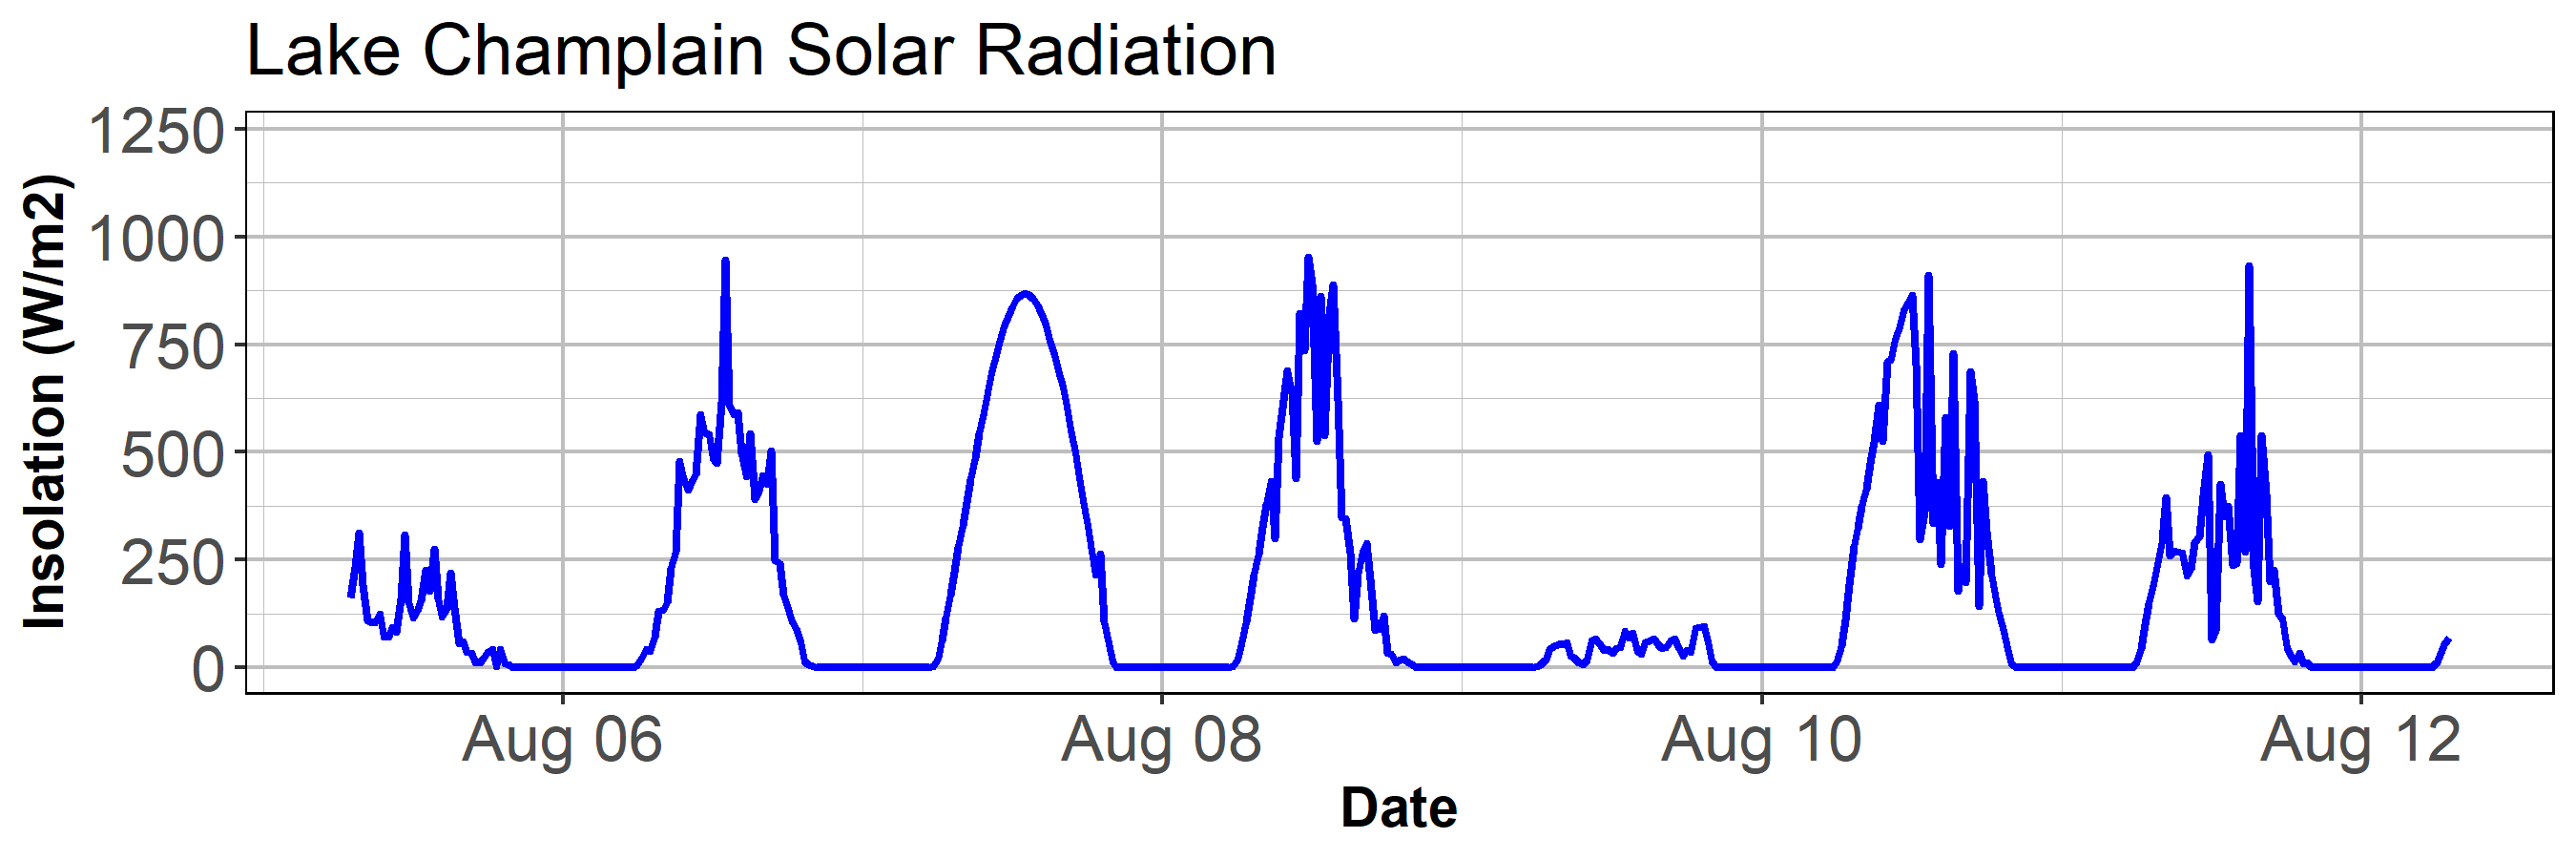 Lake Champlain Solar Radiation
1250
1000
750
500
250
0
Insolation (W/m2)
Aug 06 Aug 08 Aug 10 Aug 12
Date